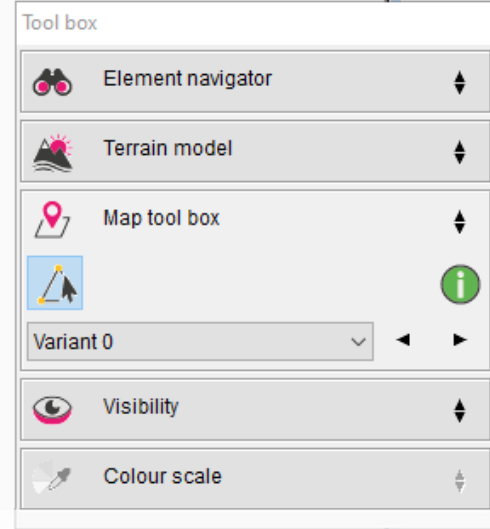 Tool box
Element navigator
Terrain model
Map tool box
Variant 0
Visibility
Colour scale